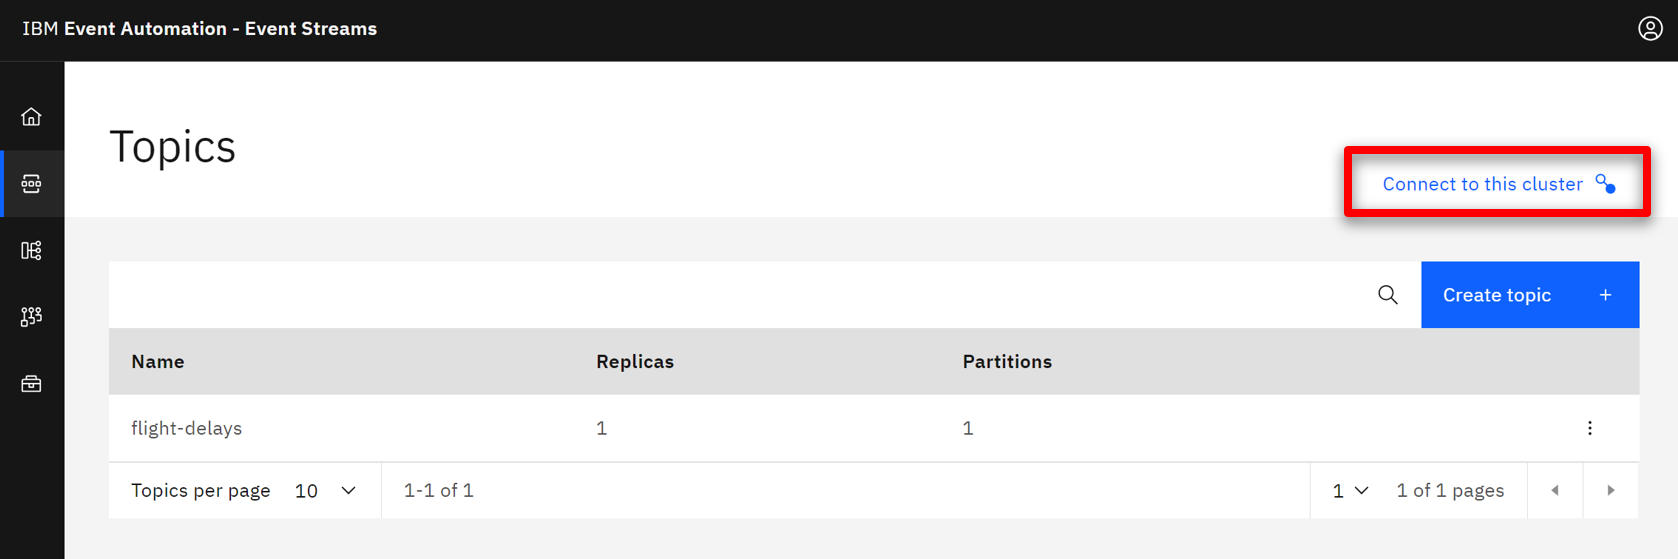 IBM Event Automation - Event Streams
Topics
Connect to this cluster
Create topic +
Name Replicas Partitions
flight-delays 1 1
Topics per page 10 1-1 of 1 1 1 of 1 pages